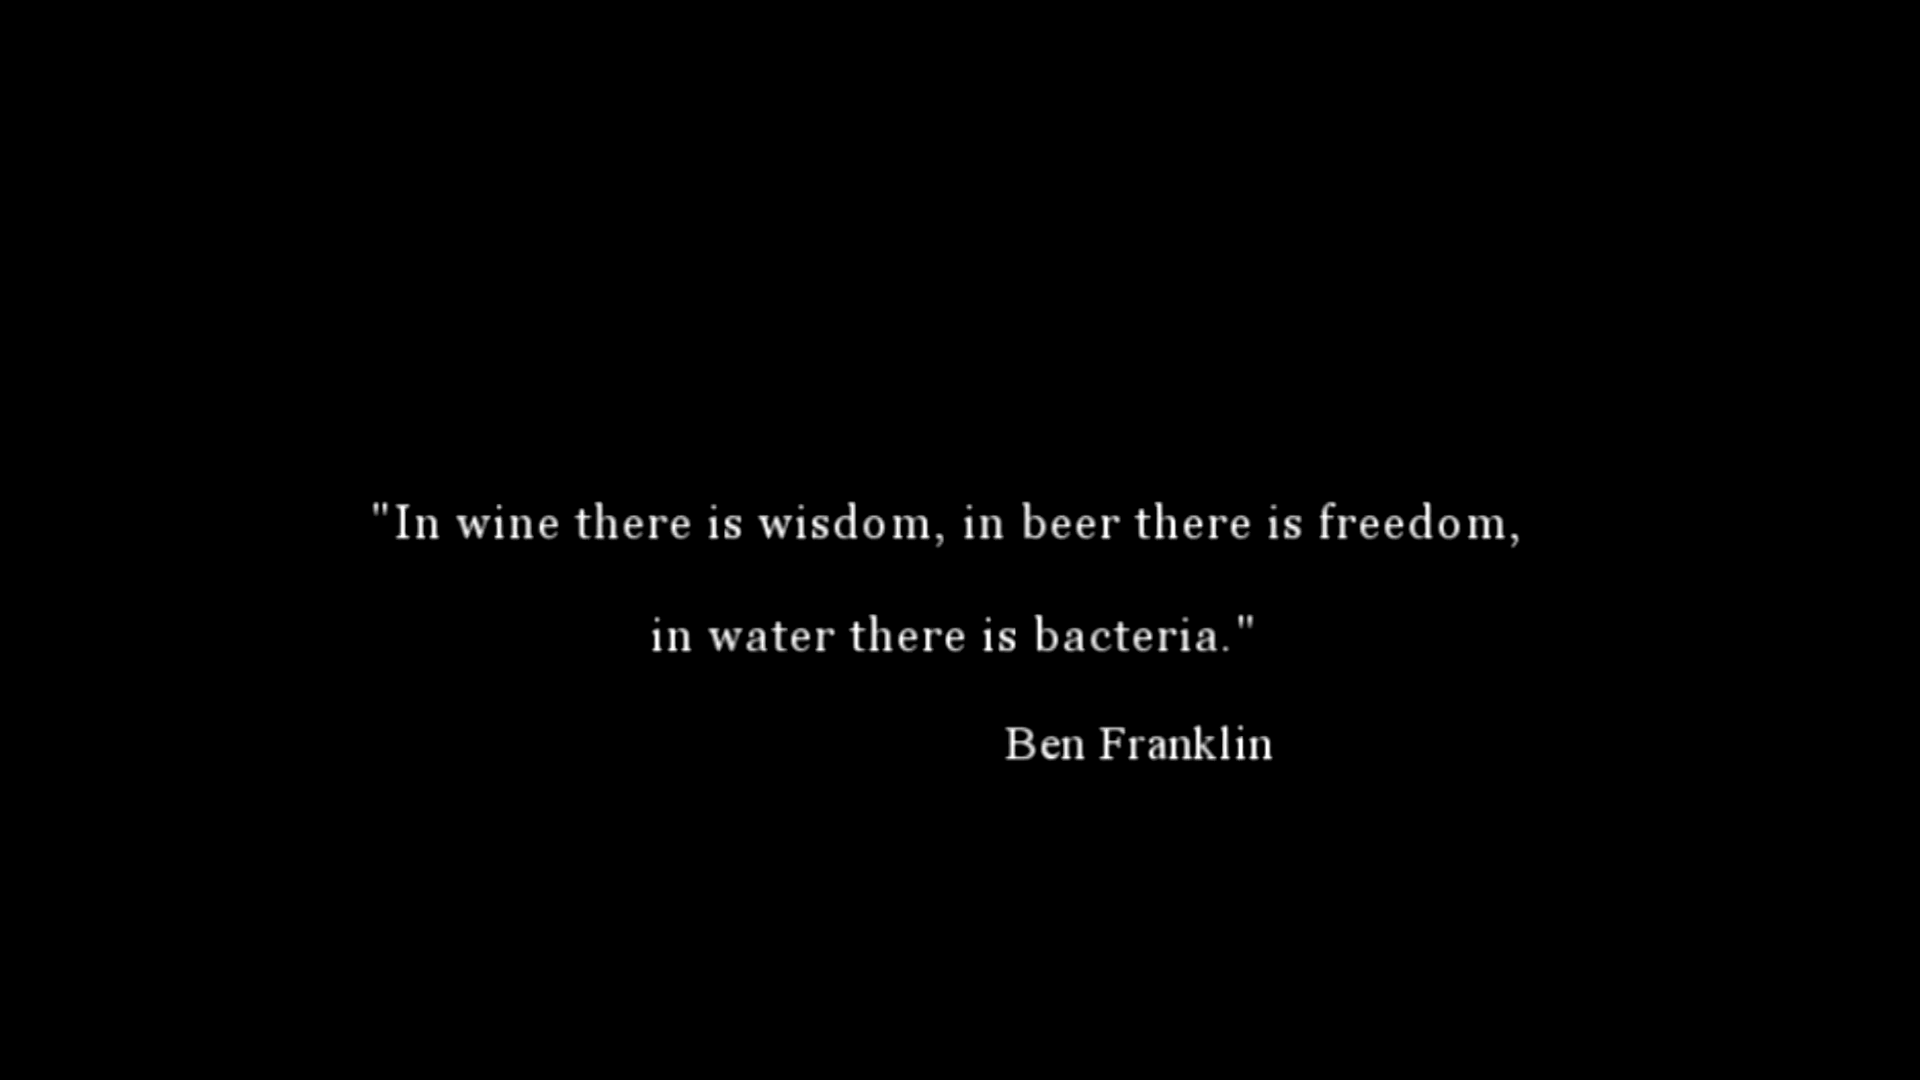 "In wine there is wisdom, in beer there is freedom,
in water there is bacteria."
Ben Franklin